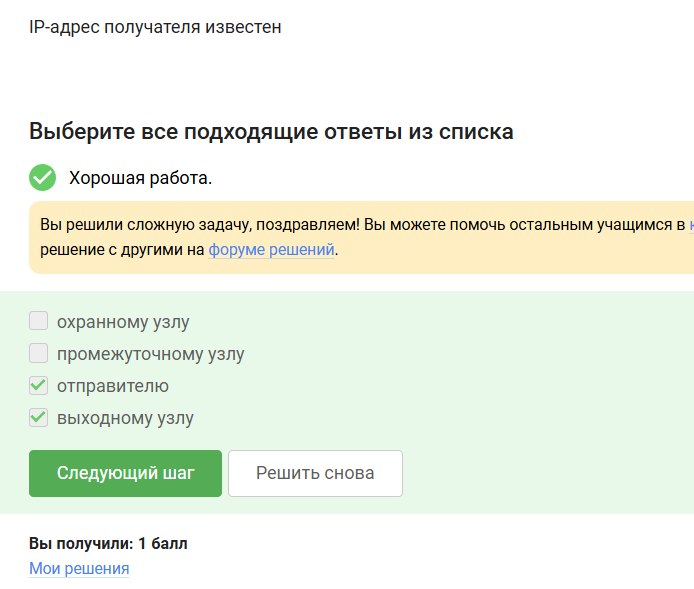 IP-адрес получателя известен
Выберите все подходящие ответы из списка
Хорошая работа.
Вы решили сложную задачу, поздравляем! Вы можете помочь остальным учащимся в
решение с другими на форуме решений.
охранному узлу
промежуточному узлу
отправителю
выходному узлу
Следующий шаг
Решить снова
Вы получили: 1 балл
Мои решения